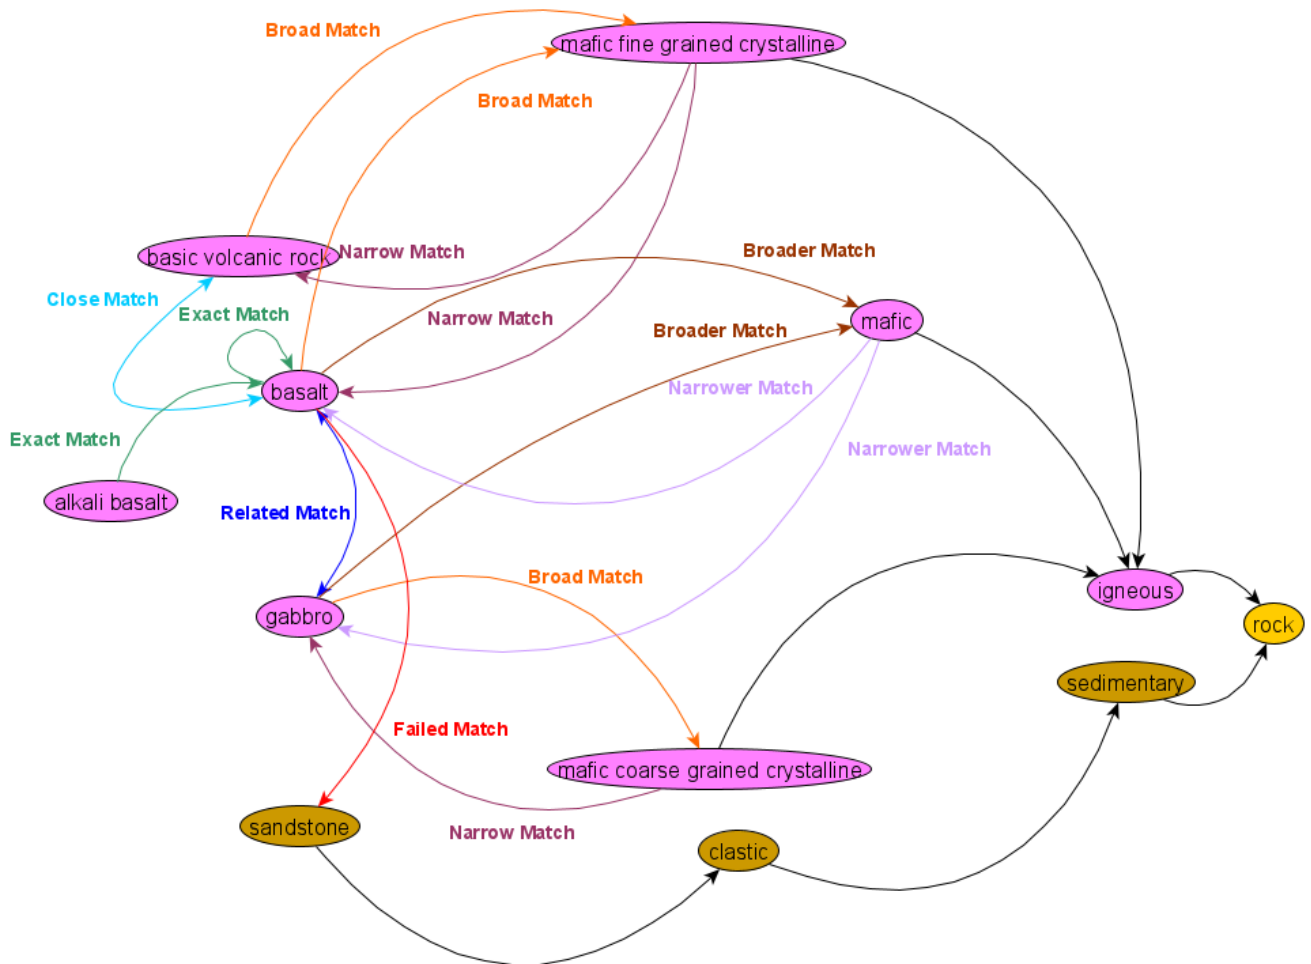 Broad Match
mafic fine grained crystalline
Broad Match
basic volcanic rock
Narrow Match
Broader Match
Close Match
Exact Match
Narrow Match
Broader Match
mafic
basalt
Narrower Match
Exact Match
Narrower Match
alkali basalt
Related Match
Broad Match
igneous
gabbro
rock
sedimentary
Failed Match
mafic coarse grained crystalline
sandstone
Narrow Match
clastic